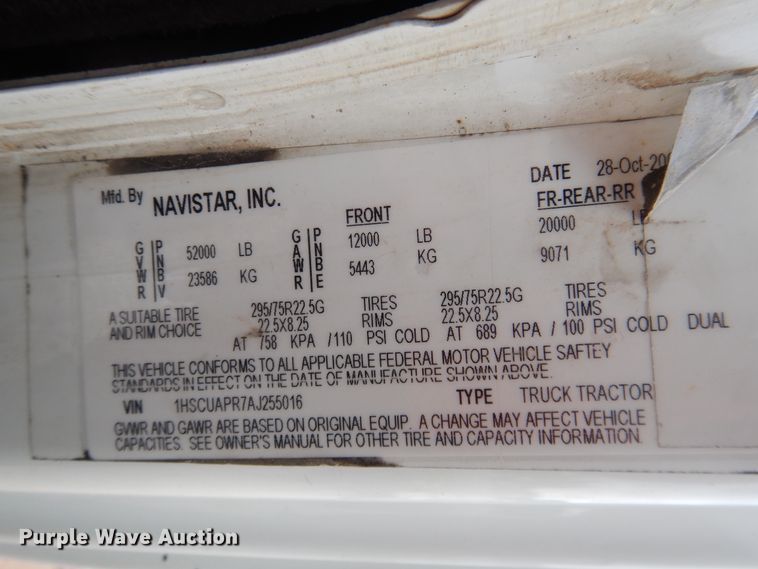 Mfd. By NAVISTAR, INC. DATE 28-Oct-20
FRONT FR-REAR-RR
GVWR PNBV 52000 LB GAWR PNBE 12000 LB 20000 LB
23586 KG 5443 KG 9071 KG
A SUITABLE TIRE 295/75R22.5G TIRES 295/75R22.5G TIRES
AND RIM CHOICE 22.5X8.25 RIMS 22.5X8.25 RIMS
AT 758 KPA /110 PSI COLD AT 689 KPA / 100 PSI COLD DUAL
THIS VEHICLE CONFORMS TO ALL APPLICABLE FEDERAL MOTOR VEHICLE SAFTEY
STANDARDS IN EFFECT ON THE DATE OF MANUFACTURE SHOWN ABOVE.
VIN 1HSCUAPR7AJ255016 TYPE TRUCK TRACTOR
GVWR AND GAWR ARE BASED ON ORIGINAL EQUIP. A CHANGE MAY AFFECT VEHICLE
CAPACITIES. SEE OWNER'S MANUAL FOR OTHER TIRE AND CAPACITY INFORMATION.
Purple Wave Auction